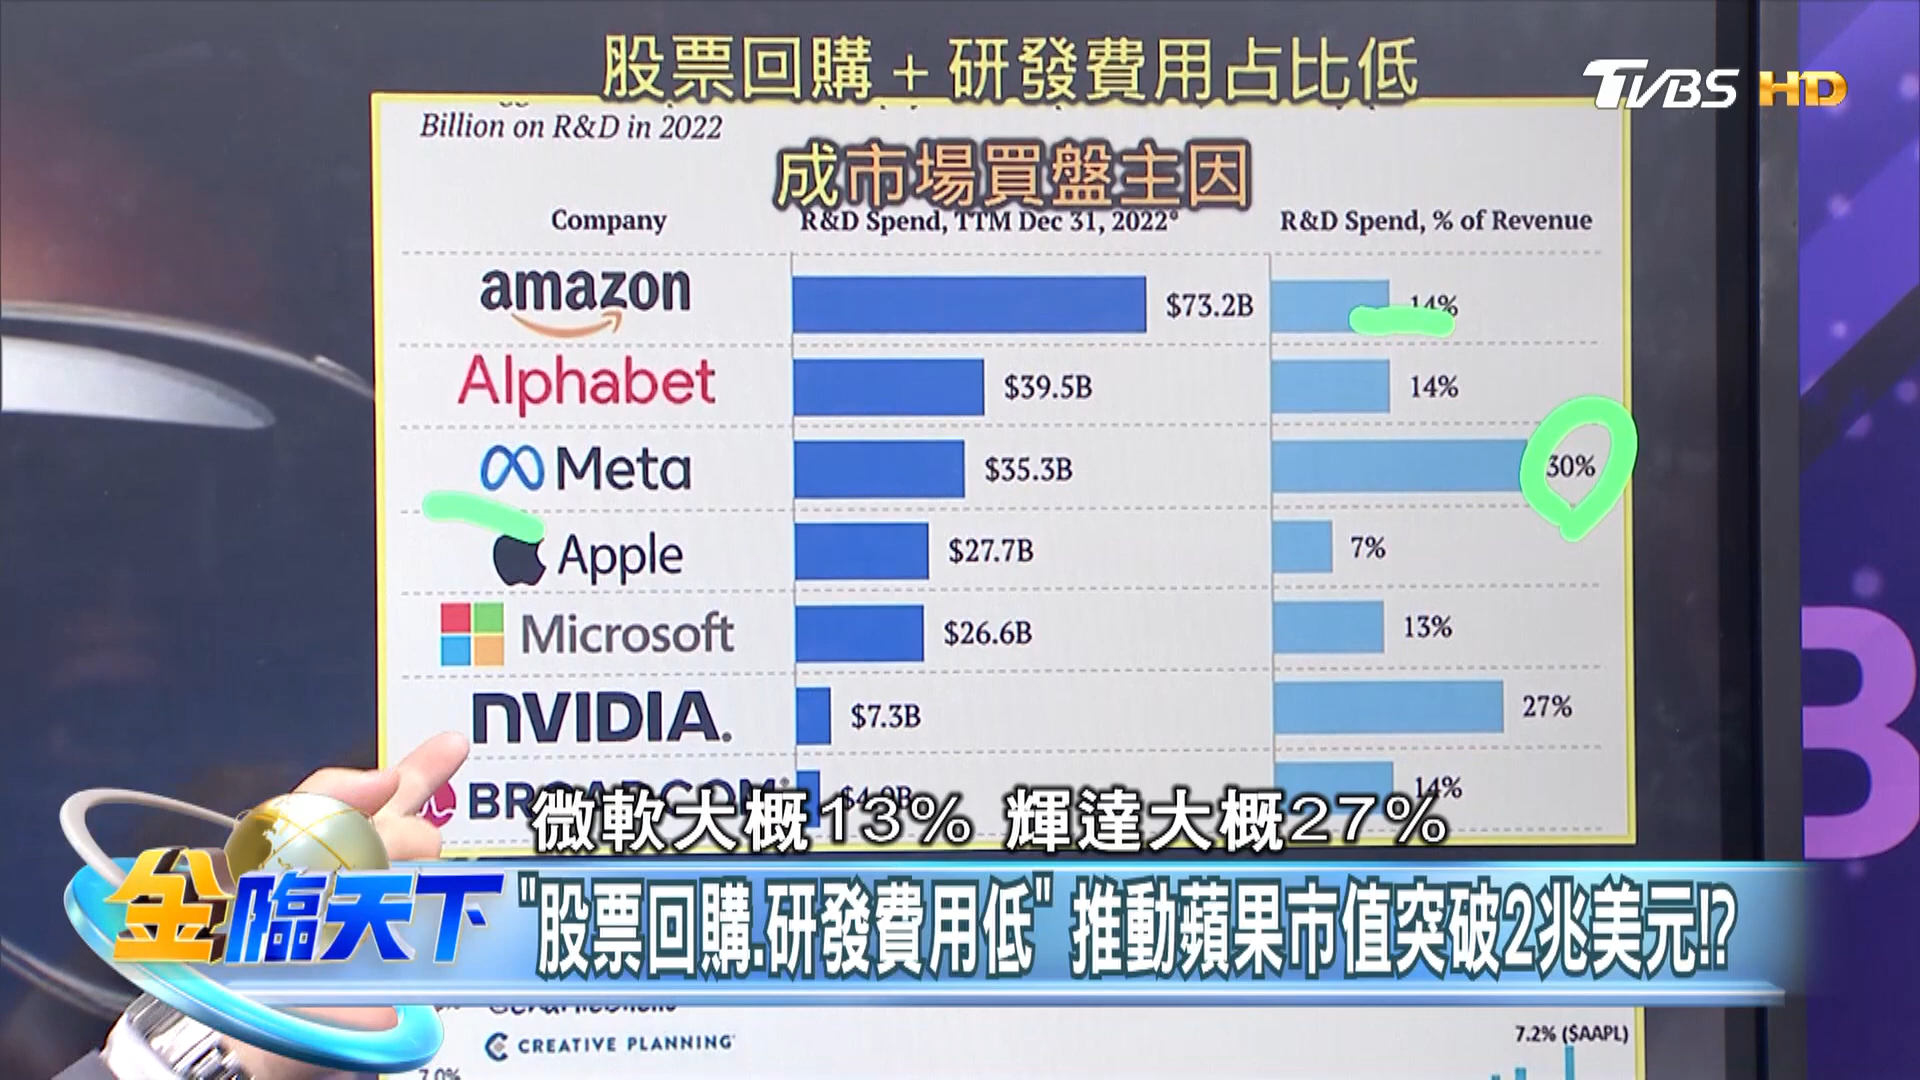 股票回購+研發費用占比低
TVBS HD
Billion on R&D in 2022
成市場買盤主因
Company
R&D Spend, TTM Dec 31, 2022*
R&D Spend, % of Revenue
amazon
$73.2B
14%
Alphabet
$39.5B
14%
Meta
$35.3B
30%
Apple
$27.7B
7%
Microsoft
$26.6B
13%
NVIDIA.
$7.3B
27%
BROADCOM
14%
微軟大概13% 輝達大概27%
金臨天下
"股票回購.研發費用低" 推動蘋果市值突破2兆美元!?
CREATIVE PLANNING
7.2% ($AAPL)
7.0%
B